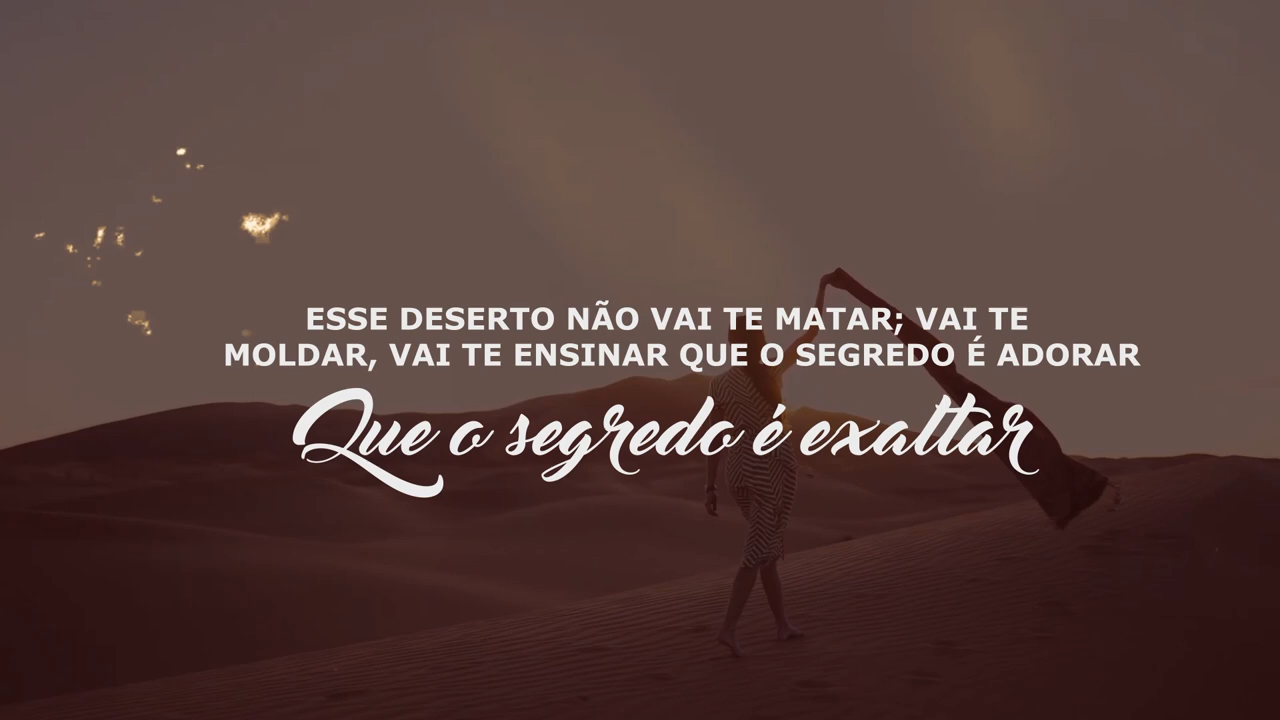 ESSE DESERTO NÃO VAI TE MATAR; VAI TE
MOLDAR, VAI TE ENSINAR QUE O SEGREDO É ADORAR
Que o segredo é exaltar